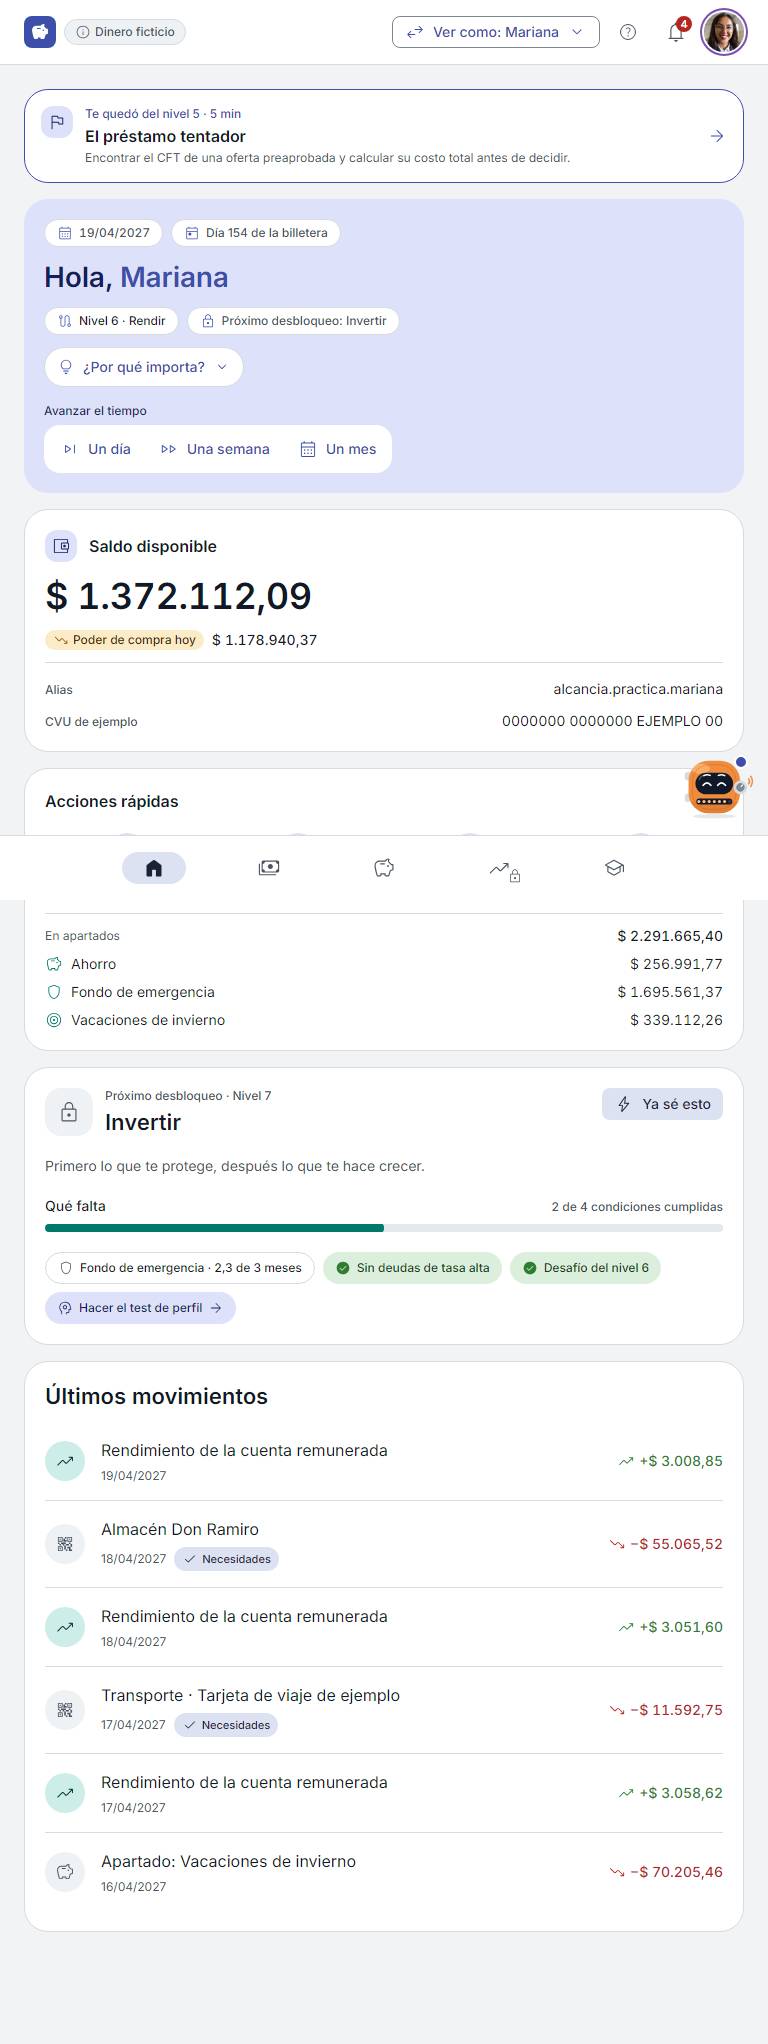 Dinero ficticio
Ver como: Mariana
4
Te quedó del nivel 5 · 5 min
El préstamo tentador
Encontrar el CFT de una oferta preaprobada y calcular su costo total antes de decidir.
19/04/2027
Día 154 de la billetera
Hola, Mariana
Nivel 6 · Rendir
Próximo desbloqueo: Invertir
¿Por qué importa?
Avanzar el tiempo
Un día
Una semana
Un mes
Saldo disponible
$ 1.372.112,09
Poder de compra hoy $ 1.178.940,37
Alias alcancia.practica.mariana
CVU de ejemplo 0000000 0000000 EJEMPLO 00
Acciones rápidas
En apartados $ 2.291.665,40
Ahorro $ 256.991,77
Fondo de emergencia $ 1.695.561,37
Vacaciones de invierno $ 339.112,26
Próximo desbloqueo · Nivel 7
Invertir
Ya sé esto
Primero lo que te protege, después lo que te hace crecer.
Qué falta 2 de 4 condiciones cumplidas
Fondo de emergencia · 2,3 de 3 meses
Sin deudas de tasa alta
Desafío del nivel 6
Hacer el test de perfil
Últimos movimientos
Rendimiento de la cuenta remunerada
19/04/2027
+$ 3.008,85
Almacén Don Ramiro
18/04/2027 Necesidades
−$ 55.065,52
Rendimiento de la cuenta remunerada
18/04/2027
+$ 3.051,60
Transporte · Tarjeta de viaje de ejemplo
17/04/2027 Necesidades
−$ 11.592,75
Rendimiento de la cuenta remunerada
17/04/2027
+$ 3.058,62
Apartado: Vacaciones de invierno
16/04/2027
−$ 70.205,46